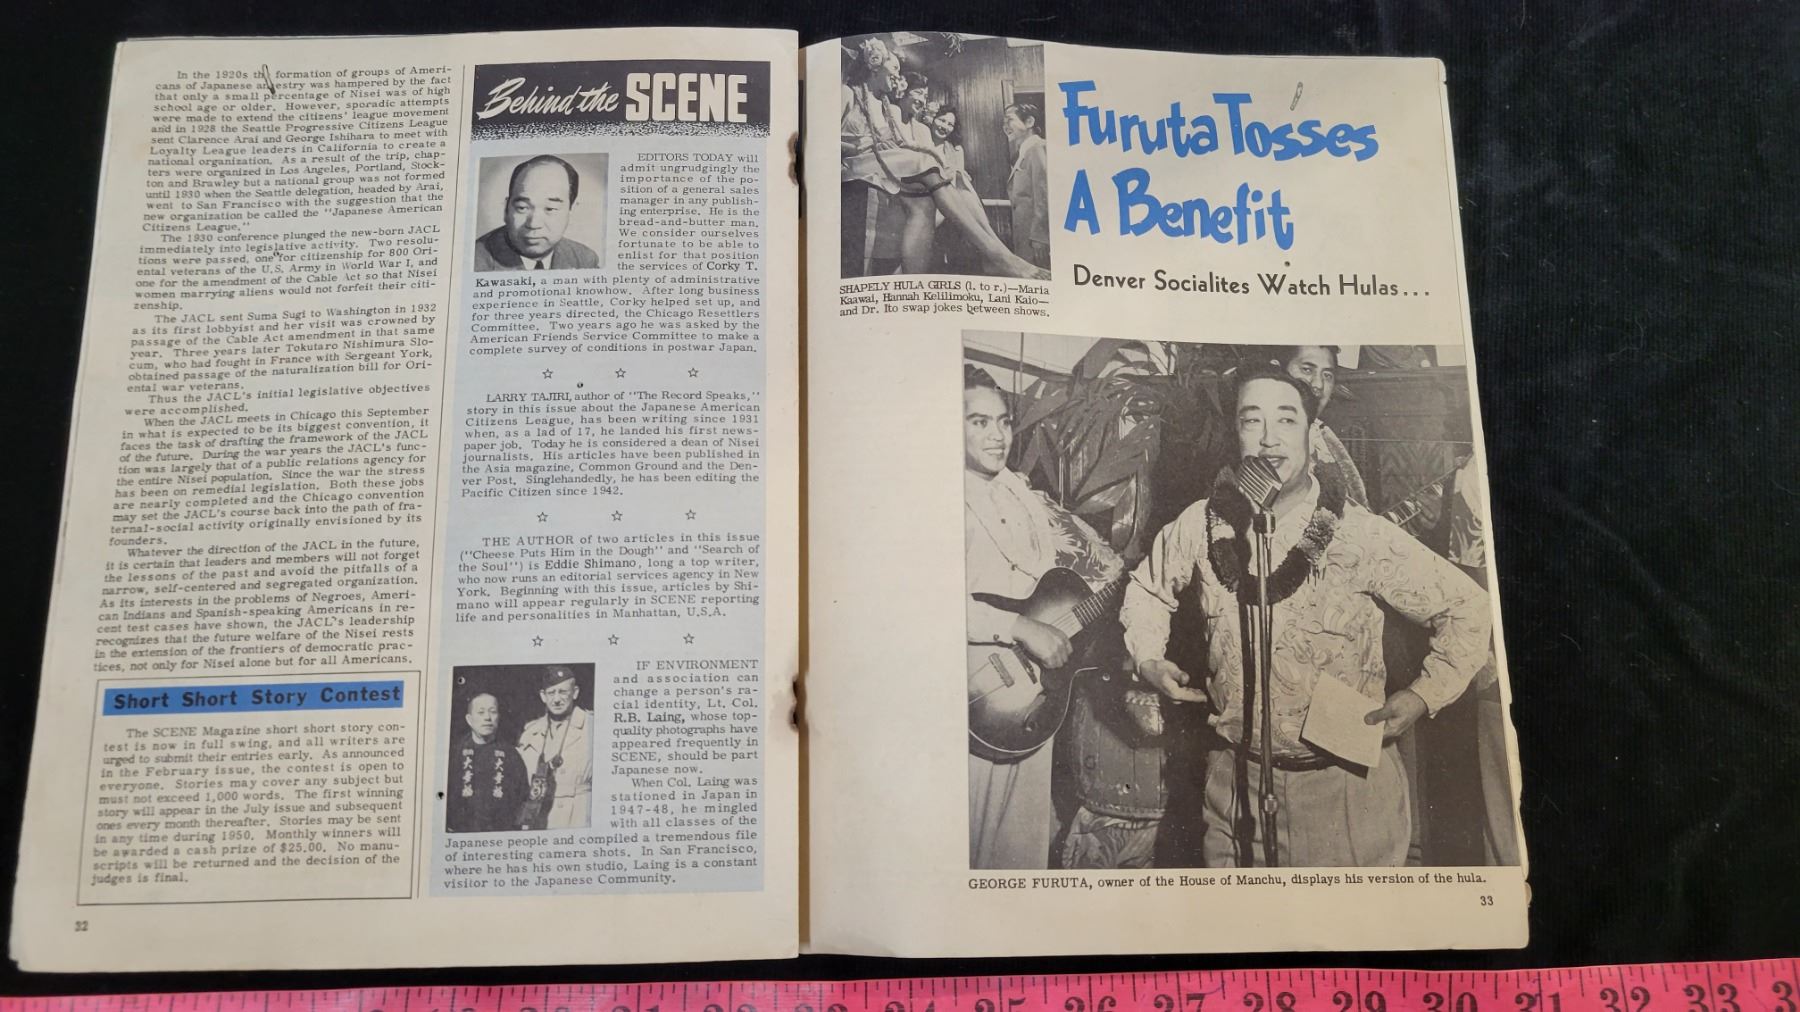 In the 1920s the formation of groups of Ameri-
cans of Japanese ancestry was hampered by the fact
that only a small percentage of Nisei was of high
school age or older. However, sporadic attempts
were made to extend the citizens' league movement
and in 1928 the Seattle Progressive Citizens League
sent Clarence Arai and George Ishihara to meet with
Loyalty League leaders in California to create a
national organization. As a result of the trip, chap-
ters were organized in Los Angeles, Portland, Stock-
ton and Brawley but a national group was not formed
until 1930 when the Seattle delegation, headed by Arai,
went to San Francisco with the suggestion that the
new organization be called the "Japanese American
Citizens League."
The 1930 conference plunged the new-born JACL
immediately into legislative activity. Two resolu-
tions were passed, one for citizenship for 800 Ori-
ental veterans of the U.S. Army in World War I, and
one for the amendment of the Cable Act so that Nisei
women marrying aliens would not forfeit their citi-
zenship.
The JACL sent Suma Sugi to Washington in 1932
as its first lobbyist and her visit was crowned by
passage of the Cable Act amendment in that same
year. Three years later Tokutaro Nishimura Slo-
cum, who had fought in France with Sergeant York,
obtained passage of the naturalization bill for Ori-
ental war veterans.
Thus the JACL's initial legislative objectives
were accomplished.
When the JACL meets in Chicago this September
in what is expected to be its biggest convention, it
faces the task of drafting the framework of the JACL
of the future. During the war years the JACL's func-
tion was largely that of a public relations agency for
the entire Nisei population. Since the war the stress
has been on remedial legislation. Both these jobs
are nearly completed and the Chicago convention
may set the JACL's course back into the path of fra-
ternal-social activity originally envisioned by its
founders.
Whatever the direction of the JACL in the future,
it is certain that leaders and members will not forget
the lessons of the past and avoid the pitfalls of a
narrow, self-centered and segregated organization.
As its interests in the problems of Negroes, Ameri-
can Indians and Spanish-speaking Americans in re-
cent test cases have shown, the JACL's leadership
recognizes that the future welfare of the Nisei rests
in the extension of the frontiers of democratic prac-
tices, not only for Nisei alone but for all Americans.
Short Short Story Contest
The SCENE Magazine short short story con-
test is now in full swing, and all writers are
urged to submit their entries early. As announced
in the February issue, the contest is open to
everyone. Stories may cover any subject but
must not exceed 1,000 words. The first winning
story will appear in the July issue and subsequent
ones every month thereafter. Stories may be sent
in any time during 1950. Monthly winners will
be awarded a cash prize of $25.00. No manu-
scripts will be returned and the decision of the
judges is final.
32
Behind the SCENE
EDITORS TODAY will
admit ungrudgingly the
importance of the po-
sition of a general sales
manager in any publish-
ing enterprise. He is the
bread-and-butter man.
We consider ourselves
fortunate to be able to
enlist for that position
the services of Corky T.
Kawasaki, a man with plenty of administrative
and promotional knowhow. After long business
experience in Seattle, Corky helped set up, and
for three years directed, the Chicago Resettlers
Committee. Two years ago he was asked by the
American Friends Service Committee to make a
complete survey of conditions in postwar Japan.
LARRY TAJIRI, author of "The Record Speaks,"
story in this issue about the Japanese American
Citizens League, has been writing since 1931
when, as a lad of 17, he landed his first news-
paper job. Today he is considered a dean of Nisei
journalists. His articles have been published in
the Asia magazine, Common Ground and the Den-
ver Post. Singlehandedly, he has been editing the
Pacific Citizen since 1942.
THE AUTHOR of two articles in this issue
("Cheese Puts Him in the Dough" and "Search of
the Soul") is Eddie Shimano, long a top writer,
who now runs an editorial services agency in New
York. Beginning with this issue, articles by Shi-
mano will appear regularly in SCENE reporting
life and personalities in Manhattan, U.S.A.
IF ENVIRONMENT
and association can
change a person's ra-
cial identity, Lt. Col.
R.B. Laing, whose top-
quality photographs have
appeared frequently in
SCENE, should be part
Japanese now.
When Col. Laing was
stationed in Japan in
1947-48, he mingled
with all classes of the
Japanese people and compiled a tremendous file
of interesting camera shots. In San Francisco,
where he has his own studio, Laing is a constant
visitor to the Japanese Community.
Furuta Tosses
A Benefit
Denver Socialites Watch Hulas...
SHAPELY HULA GIRLS (l. to r.)—Maria
Kaawai, Hannah Kelilimoku, Lani Kaio—
and Dr. Ito swap jokes between shows.
GEORGE FURUTA, owner of the House of Manchu, displays his version of the hula.
33
25 26 27 28 29 30 31 32 33